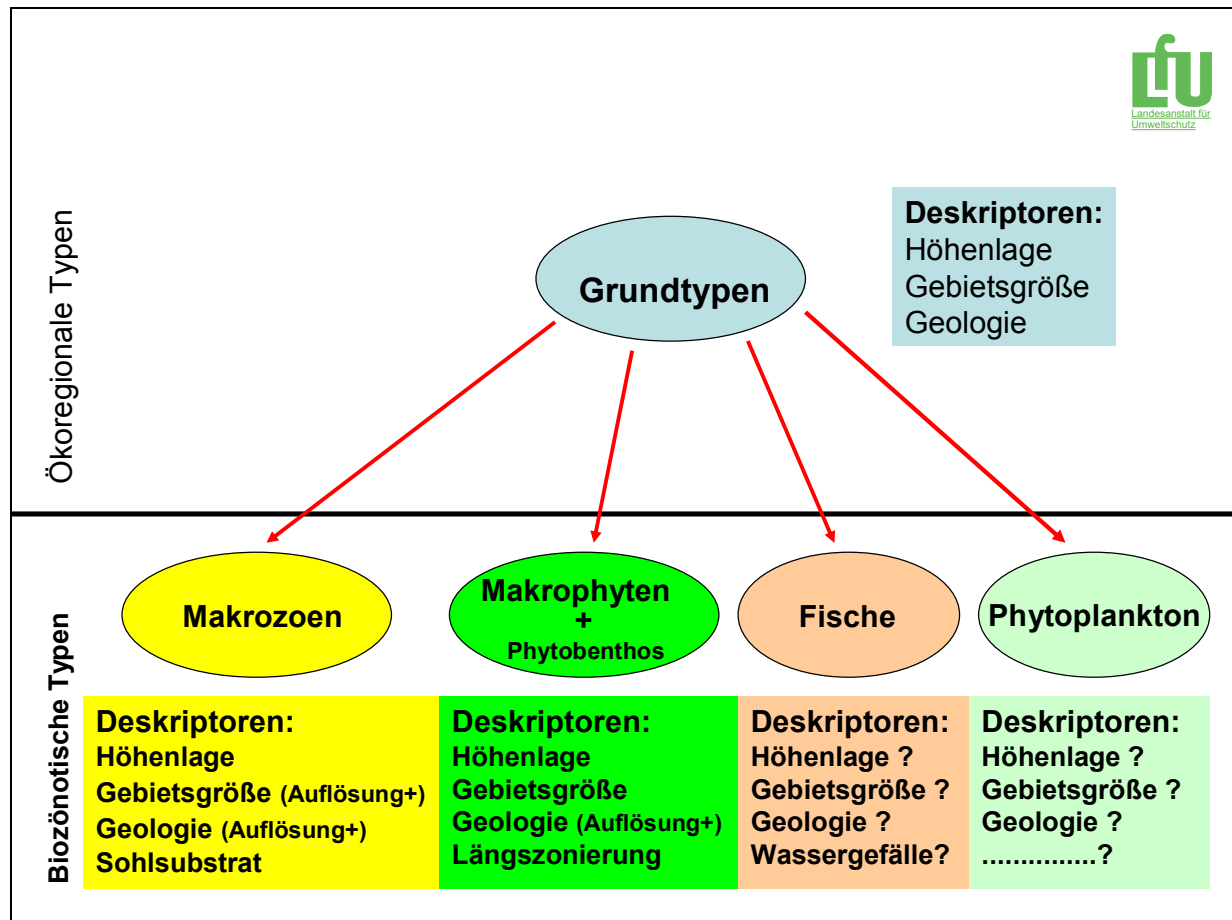 LfU
Landesanstalt für
Umweltschutz
Ökoregionale Typen
Grundtypen
Deskriptoren:
Höhenlage
Gebietsgröße
Geologie
Biozönotische Typen
Makrozoen
Makrophyten
+
Phytobenthos
Fische
Phytoplankton
Deskriptoren:
Höhenlage
Gebietsgröße (Auflösung+)
Geologie (Auflösung+)
Sohlsubstrat
Deskriptoren:
Höhenlage
Gebietsgröße
Geologie (Auflösung+)
Längszonierung
Deskriptoren:
Höhenlage ?
Gebietsgröße ?
Geologie ?
Wassergefälle?
Deskriptoren:
Höhenlage ?
Gebietsgröße ?
Geologie ?
...............?